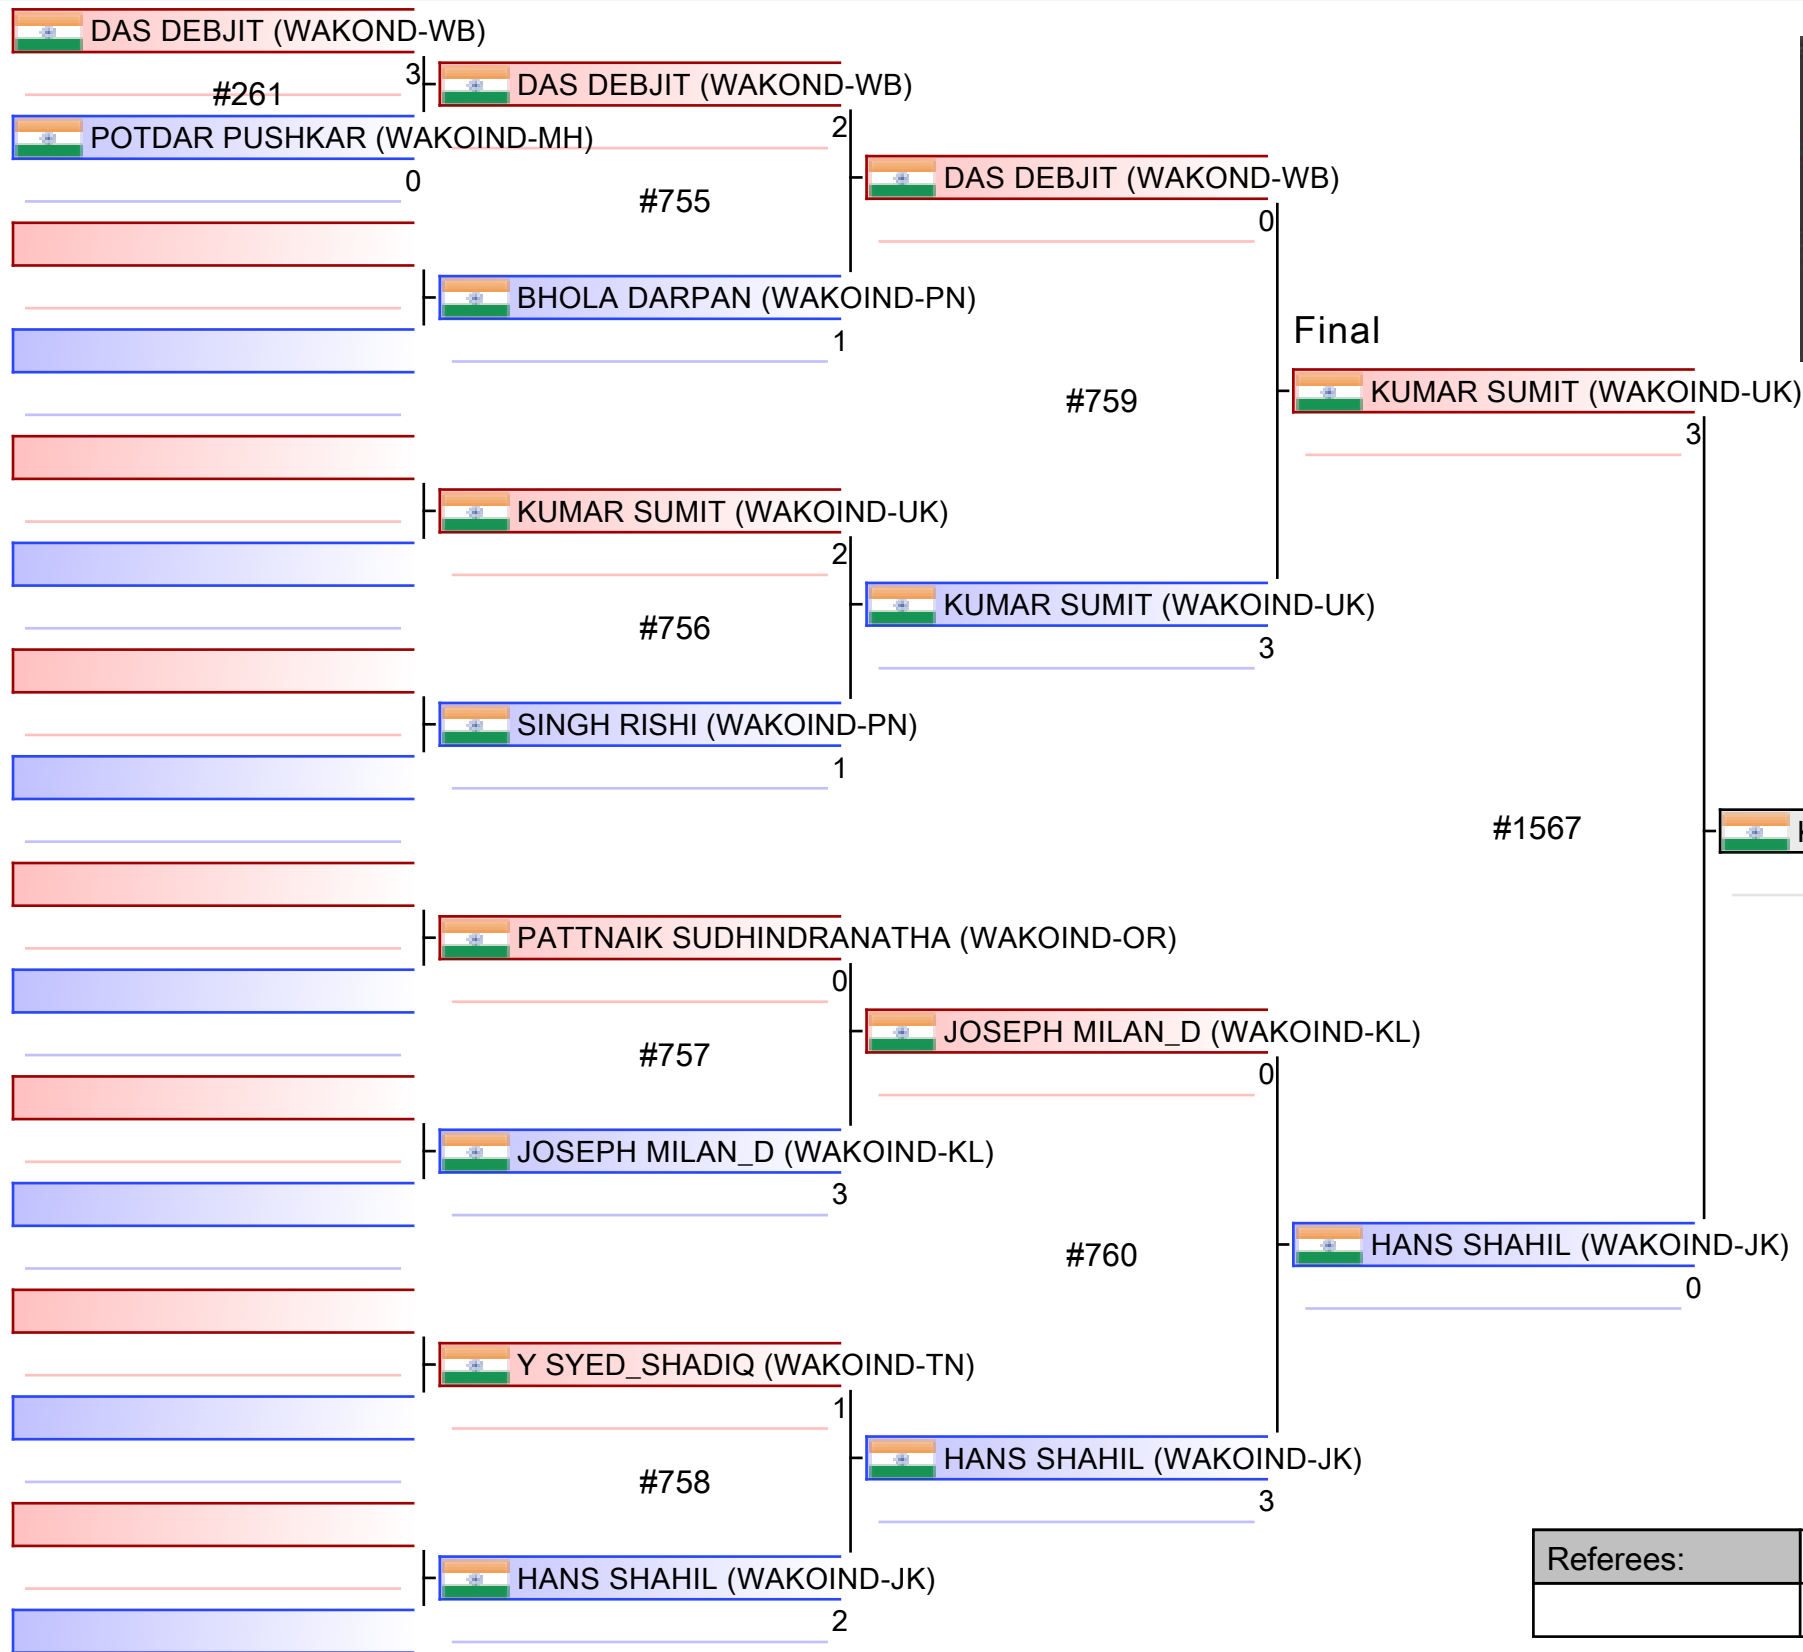 DAS DEBJIT (WAKOND-WB)
3
#261
POTDAR PUSHKAR (WAKOIND-MH)
0
DAS DEBJIT (WAKOND-WB)
2
#755
BHOLA DARPAN (WAKOIND-PN)
1
KUMAR SUMIT (WAKOIND-UK)
2
#756
SINGH RISHI (WAKOIND-PN)
1
PATTNAIK SUDHINDRANATHA (WAKOIND-OR)
0
#757
JOSEPH MILAN_D (WAKOIND-KL)
3
Y SYED_SHADIQ (WAKOIND-TN)
1
#758
HANS SHAHIL (WAKOIND-JK)
2
DAS DEBJIT (WAKOND-WB)
0
#759
KUMAR SUMIT (WAKOIND-UK)
3
JOSEPH MILAN_D (WAKOIND-KL)
0
#760
HANS SHAHIL (WAKOIND-JK)
3
Final
KUMAR SUMIT (WAKOIND-UK)
3
#1567
HANS SHAHIL (WAKOIND-JK)
0
Referees: